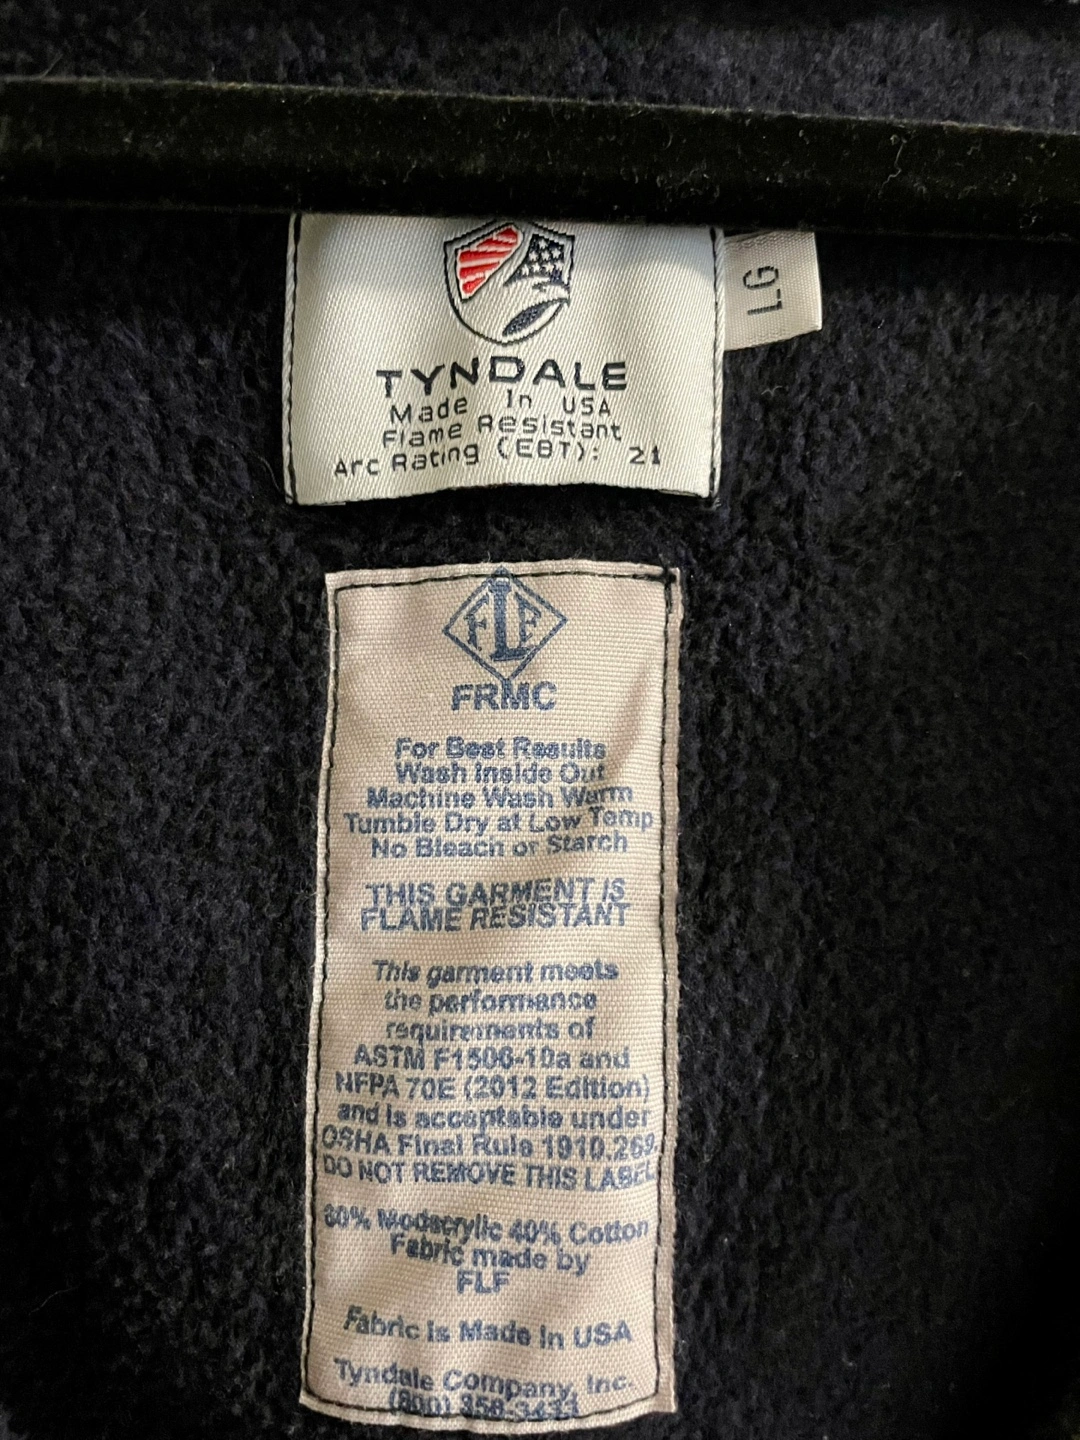 TYNDALE
Made In USA
Flame Resistant
Arc Rating (EBT): 21
LG
FLF
FRMC
For Best Results
Wash Inside Out
Machine Wash Warm
Tumble Dry at Low Temp
No Bleach or Starch
THIS GARMENT IS
FLAME RESISTANT
This garment meets
the performance
requirements of
ASTM F1506-10a and
NFPA 70E (2012 Edition)
and is acceptable under
OSHA Final Rule 1910.269.
DO NOT REMOVE THIS LABEL
60% Modacrylic 40% Cotton
Fabric made by
FLF
Fabric is Made in USA
Tyndale Company, Inc.
(800) 356-3433